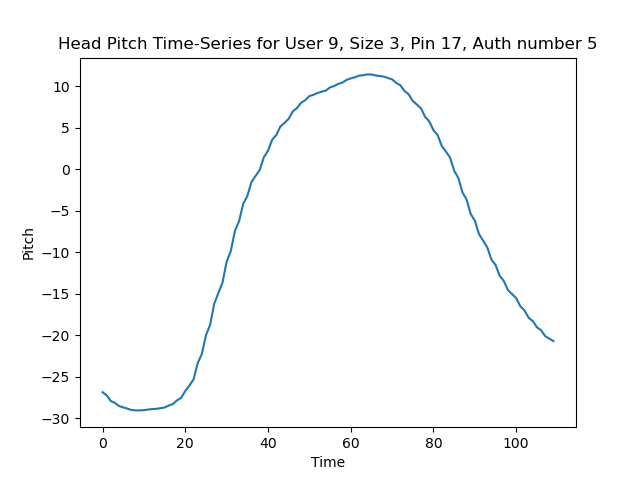 Head Pitch Time-Series for User 9, Size 3, Pin 17, Auth number 5
10
5
0
−5
−10
−15
−20
−25
−30
Pitch
0 20 40 60 80 100
Time